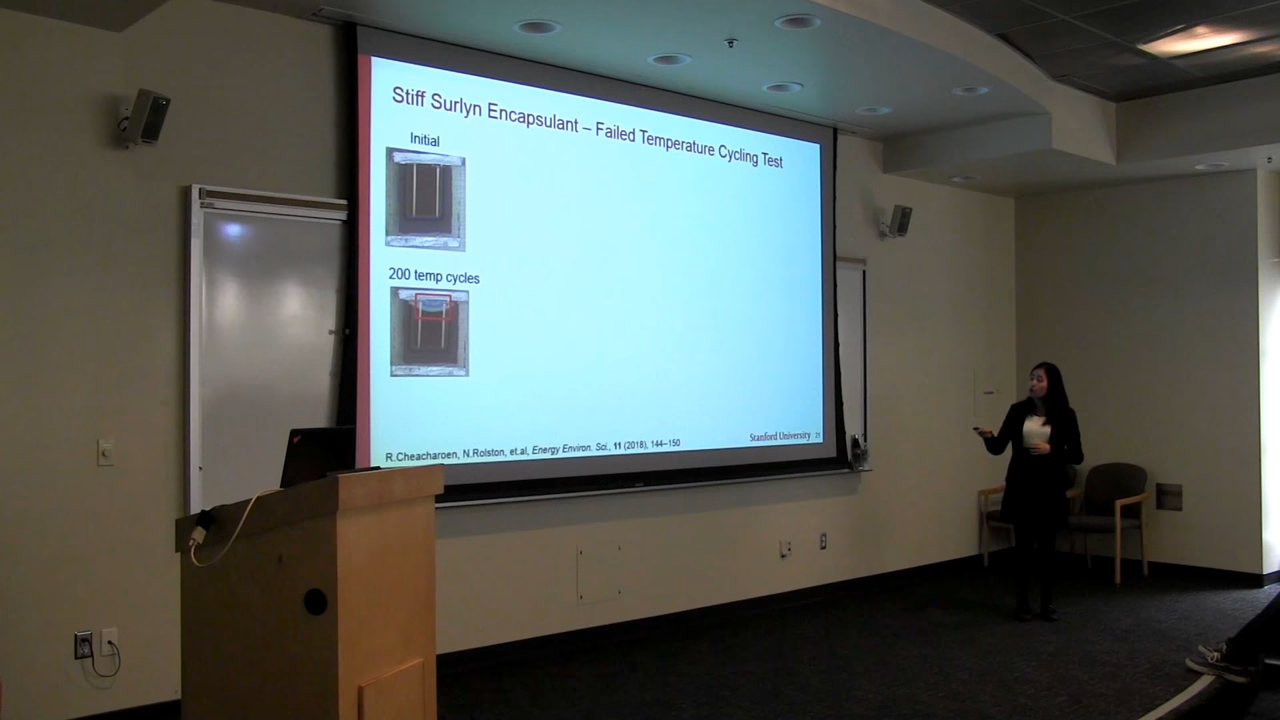 Stiff Surlyn Encapsulant – Failed Temperature Cycling Test
Initial
200 temp cycles
R.Cheacharoen, N.Rolston, et.al, Energy Environ. Sci., 11 (2018), 144–150
Stanford University